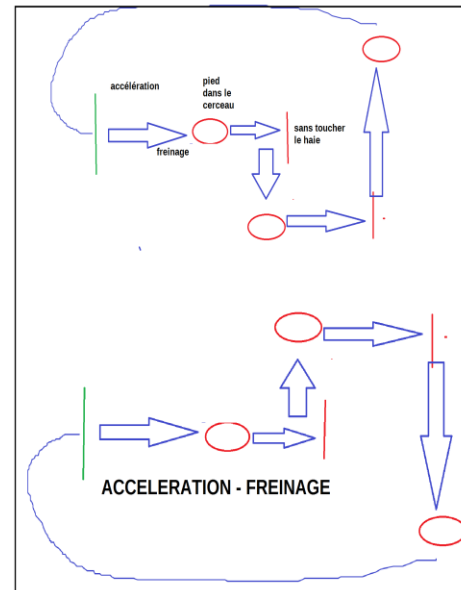 accélération
pied
dans le
cerceau
freinage
sans toucher
le haie
ACCELERATION - FREINAGE